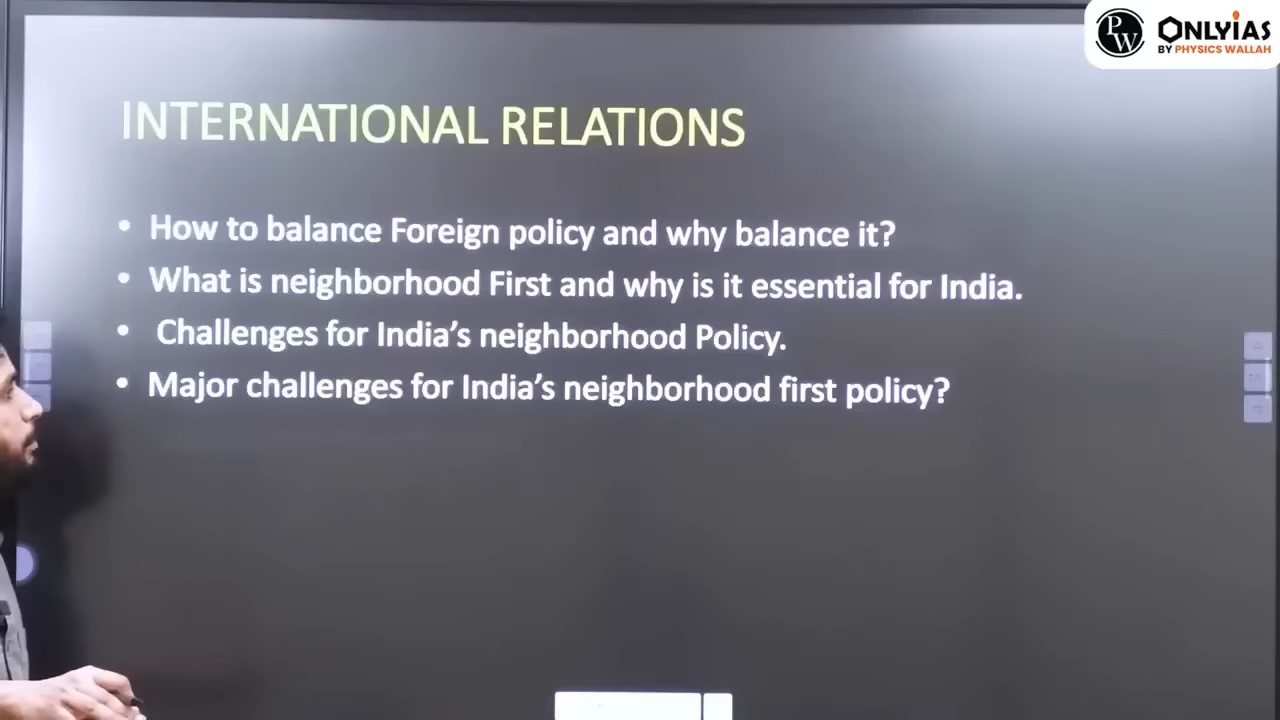 PW
ONLYIAS
BY PHYSICS WALLAH
INTERNATIONAL RELATIONS
• How to balance Foreign policy and why balance it?
• What is neighborhood First and why is it essential for India.
• Challenges for India’s neighborhood Policy.
• Major challenges for India’s neighborhood first policy?